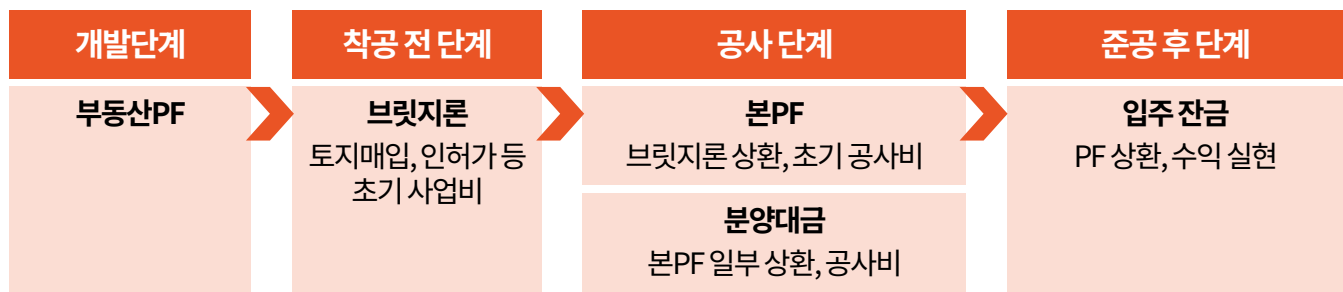 개발단계
부동산PF
착공 전 단계
브릿지론
토지매입, 인허가 등
초기 사업비
공사 단계
본PF
브릿지론 상환, 초기 공사비
분양대금
본PF 일부 상환, 공사비
준공 후 단계
입주 잔금
PF 상환, 수익 실현